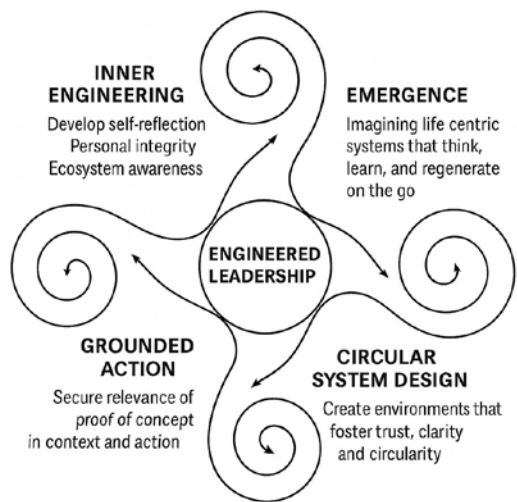 INNER
ENGINEERING
Develop self-reflection
Personal integrity
Ecosystem awareness
EMERGENCE
Imagining life centric
systems that think,
learn, and regenerate
on the go
ENGINEERED
LEADERSHIP
GROUNDED
ACTION
Secure relevance of
proof of concept
in context and action
CIRCULAR
SYSTEM DESIGN
Create environments that
foster trust, clarity
and circularity